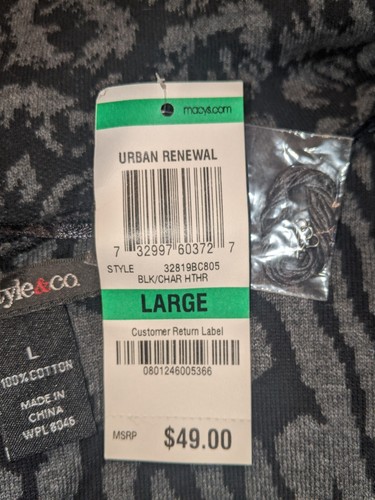 macys.com
URBAN RENEWAL
7 32997 60372 7
STYLE 32819BC805
BLK/CHAR HTHR
LARGE
Customer Return Label
0801246005366
MSRP $49.00
yle&co.
L
100% COTTON
MADE IN
CHINA
WPL 8046